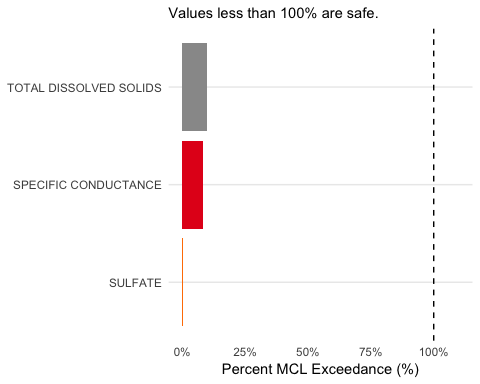 Values less than 100% are safe.
TOTAL DISSOLVED SOLIDS
SPECIFIC CONDUCTANCE
SULFATE
0% 25% 50% 75% 100%
Percent MCL Exceedance (%)